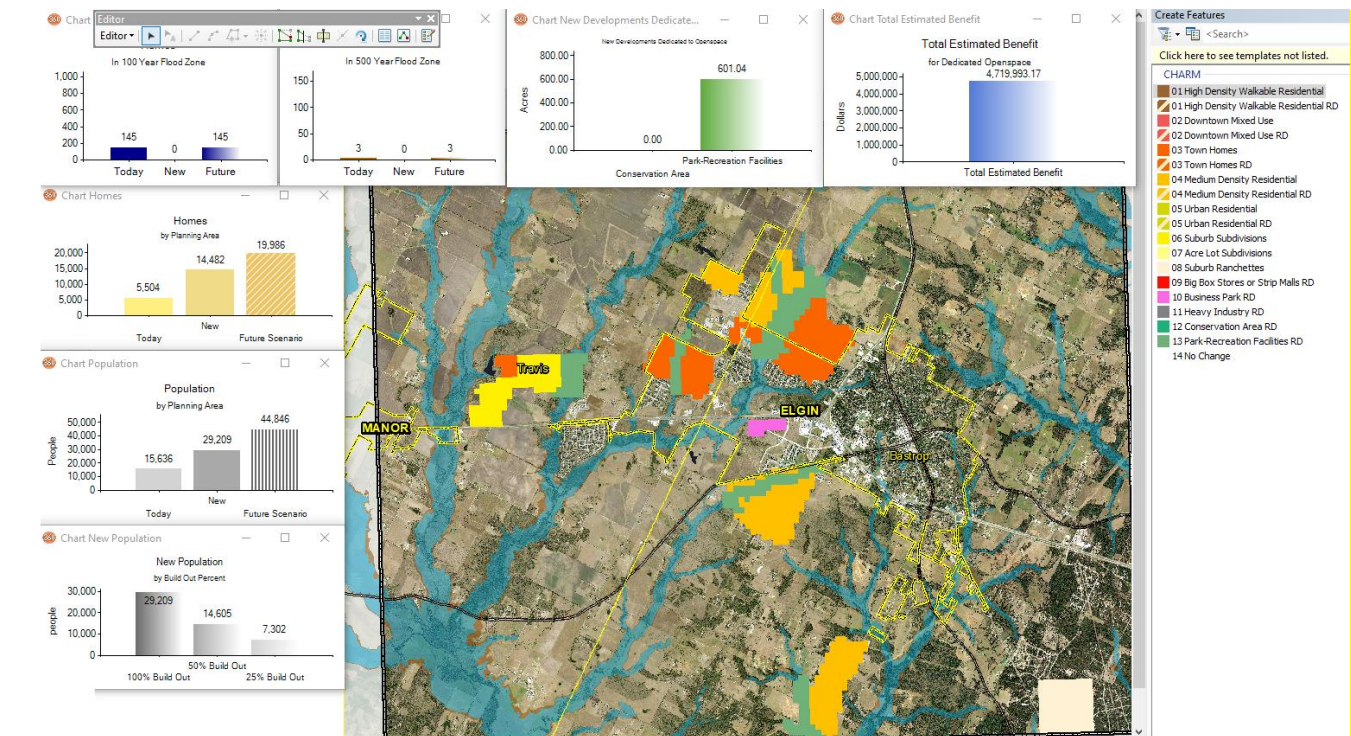 Chart
Editor
Chart New Developments Dedicate...
Chart Total Estimated Benefit
Editor
In 100 Year Flood Zone
1,000
800
600
400
200
0
145
0
145
Today New Future
In 500 Year Flood Zone
150
100
50
0
3
0
3
Today New Future
New Developments Dedicated to Openspace
Acres
800.00
600.00
400.00
200.00
0.00
0.00
601.04
Park-Recreation Facilities
Conservation Area
Total Estimated Benefit
for Dedicated Openspace
Dollars
5,000,000
4,000,000
3,000,000
2,000,000
1,000,000
0
4,719,993.17
Total Estimated Benefit
Chart Homes
Homes
by Planning Area
20,000
15,000
10,000
5,000
0
5,504
14,482
19,986
New
Today Future Scenario
Chart Population
Population
by Planning Area
People
50,000
40,000
30,000
20,000
10,000
0
15,636
29,209
44,846
New
Today Future Scenario
Chart New Population
New Population
by Build Out Percent
people
30,000
20,000
10,000
0
29,209
14,605
7,302
50% Build Out
100% Build Out 25% Build Out
Travis
MANOR
ELGIN
Bastrop
Create Features
<Search>
Click here to see templates not listed.
CHARM
01 High Density Walkable Residential
01 High Density Walkable Residential RD
02 Downtown Mixed Use
02 Downtown Mixed Use RD
03 Town Homes
03 Town Homes RD
04 Medium Density Residential
04 Medium Density Residential RD
05 Urban Residential
05 Urban Residential RD
06 Suburb Subdivisions
07 Acre Lot Subdivisions
08 Suburb Ranchettes
09 Big Box Stores or Strip Malls RD
10 Business Park RD
11 Heavy Industry RD
12 Conservation Area RD
13 Park-Recreation Facilities RD
14 No Change